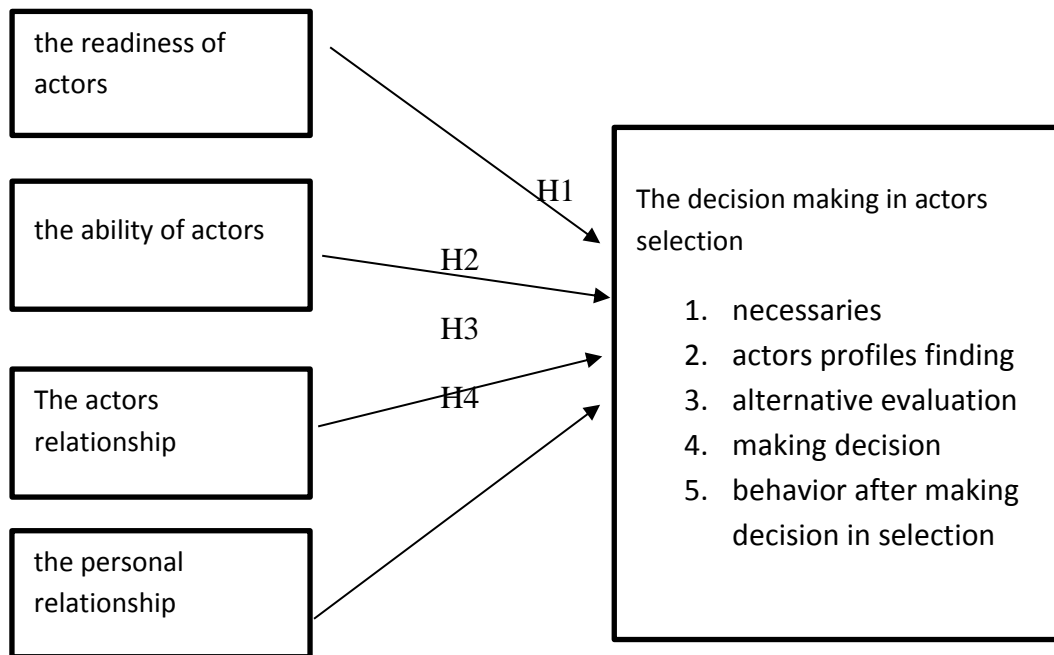 the readiness of
actors
the ability of actors
The actors
relationship
the personal
relationship
H1
H2
H3
H4
The decision making in actors
selection
1. necessaries
2. actors profiles finding
3. alternative evaluation
4. making decision
5. behavior after making
decision in selection